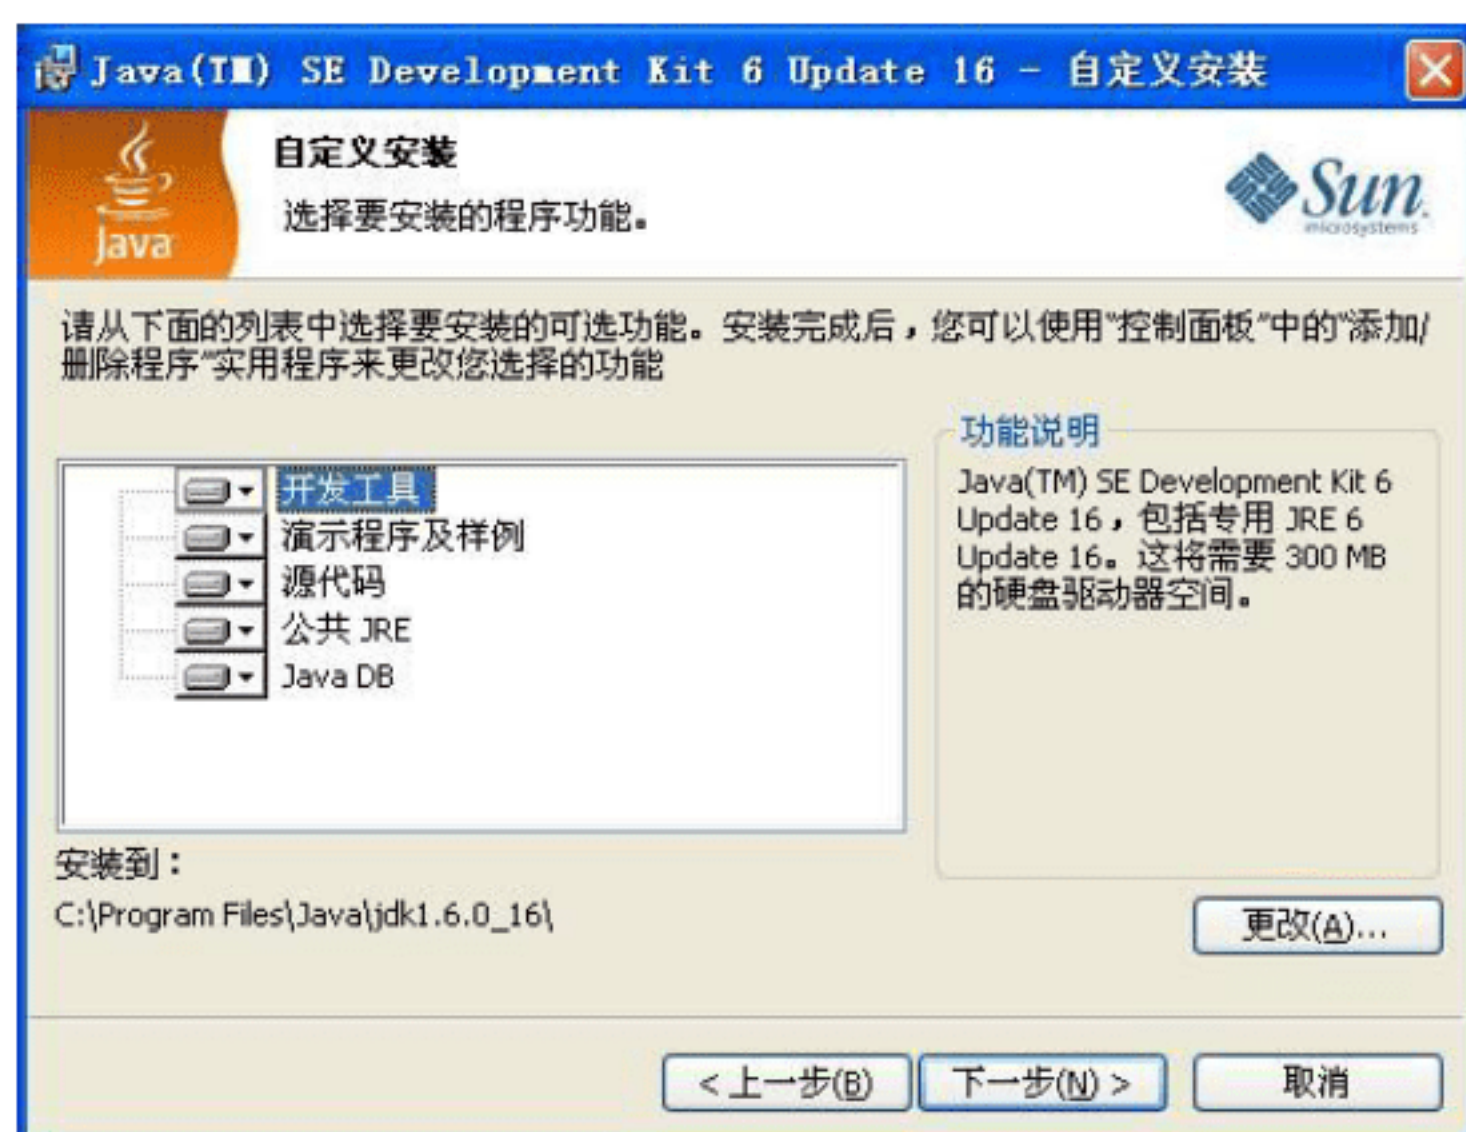 Java(TM) SE Development Kit 6 Update 16 - 自定义安装
Java
自定义安装
选择要安装的程序功能。
Sun
microsystems
请从下面的列表中选择要安装的可选功能。安装完成后，您可以使用"控制面板"中的"添加/
删除程序"实用程序来更改您选择的功能
开发工具
演示程序及样例
源代码
公共 JRE
Java DB
功能说明
Java(TM) SE Development Kit 6
Update 16，包括专用 JRE 6
Update 16。这将需要 300 MB
的硬盘驱动器空间。
安装到：
C:\Program Files\Java\jdk1.6.0_16\
更改(A)...
<上一步(B)
下一步(N) >
取消